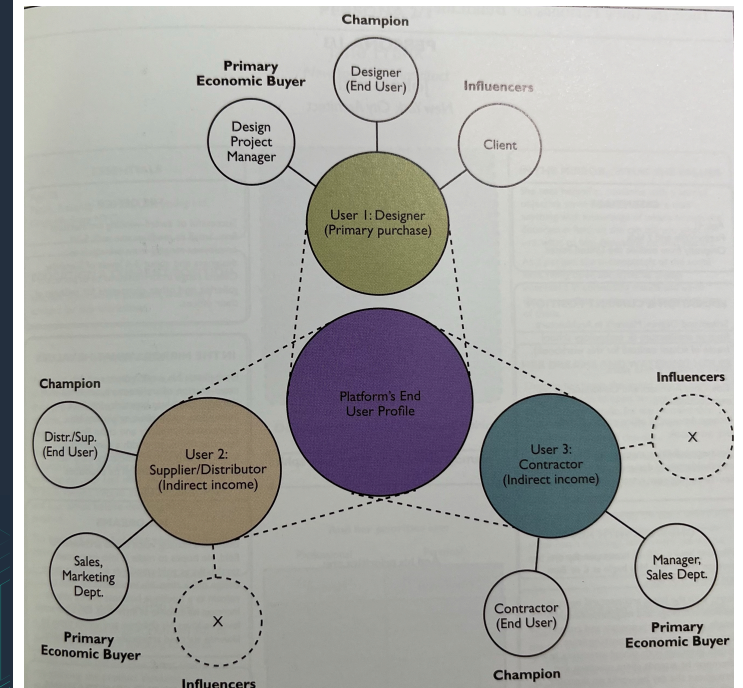 Champion
Designer
(End User)
Primary
Economic Buyer
Influencers
Design
Project
Manager
Client
User 1: Designer
(Primary purchase)
Platform's End
User Profile
Champion
Distr./Sup.
(End User)
User 2:
Supplier/Distributor
(Indirect income)
Sales,
Marketing
Dept.
Primary
Economic Buyer
X
Influencers
Influencers
X
User 3:
Contractor
(Indirect income)
Manager,
Sales Dept.
Primary
Economic Buyer
Contractor
(End User)
Champion